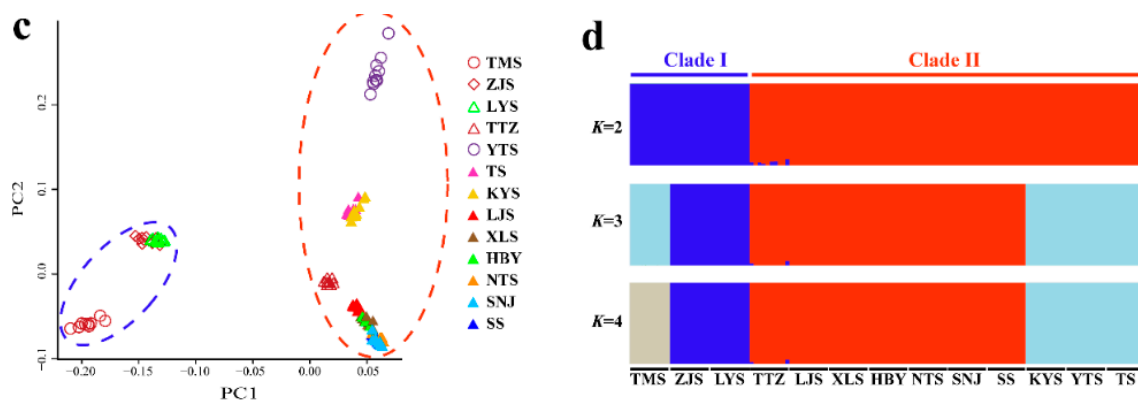 c
PC2
0.2
0.1
0.0
-0.1
-0.20
-0.15
-0.10
-0.05
0.00
0.05
PC1
TMS
ZJS
LYS
TTZ
YTS
TS
KYS
LJS
XLS
HBY
NTS
SNJ
SS
d
Clade I Clade II
K=2
K=3
K=4
TMS ZJS LYS TTZ LJS XLS HBY NTS SNJ SS KYS YTS TS